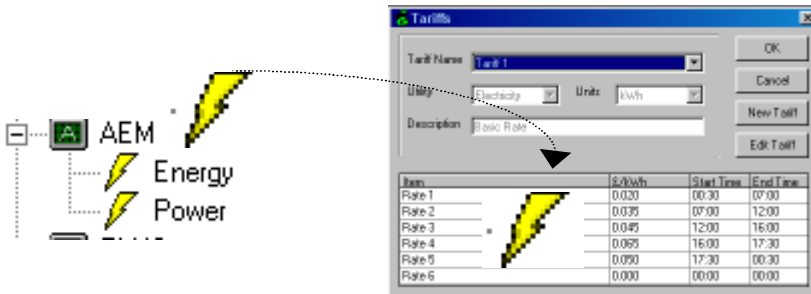 AEM
Energy
Power
Tariffs
Tariff Name Tariff 1
Utility Electricity Units kWh
Description Basic Rate
OK
Cancel
New Tariff
Edit Tariff
Item £/kWh Start Time End Time
Rate 1 0.020 00:30 07:00
Rate 2 0.035 07:00 12:00
Rate 3 0.045 12:00 16:00
Rate 4 0.065 16:00 17:30
Rate 5 0.050 17:30 00:30
Rate 6 0.000 00:00 00:00